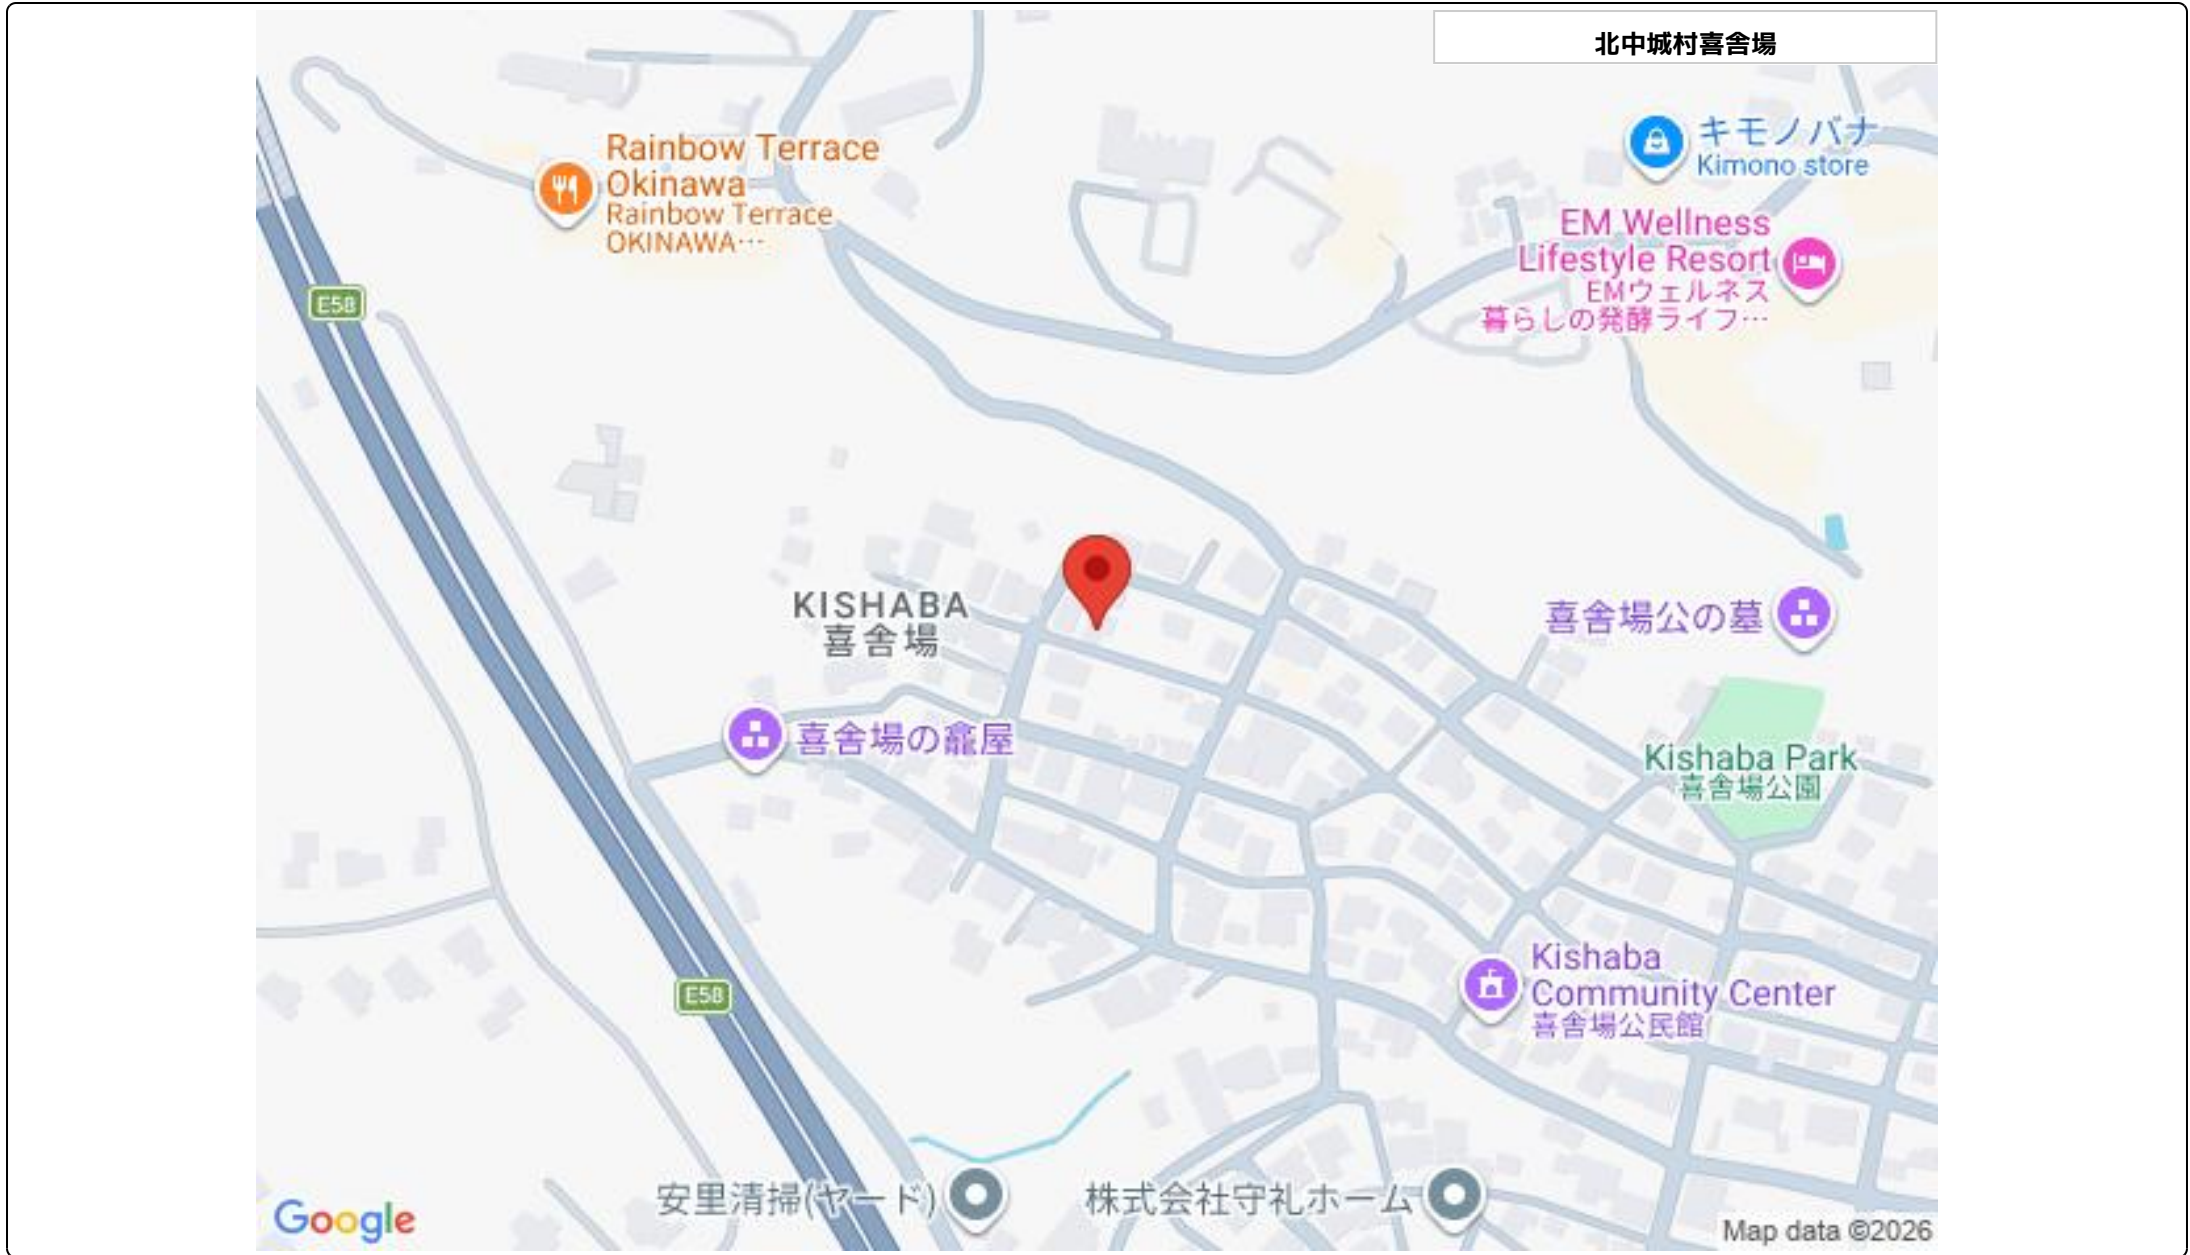 北中城村喜舎場
キモノバナ
Kimono store
Rainbow Terrace
Okinawa
Rainbow Terrace
OKINAWA…
EM Wellness
Lifestyle Resort
EMウェルネス
暮らしの発酵ライフ…
E58
KISHABA
喜舎場
喜舎場公の墓
喜舎場の龕屋
Kishaba Park
喜舎場公園
Kishaba
Community Center
喜舎場公民館
E58
安里清掃(ヤード)
株式会社守礼ホーム
Google
Map data ©2026